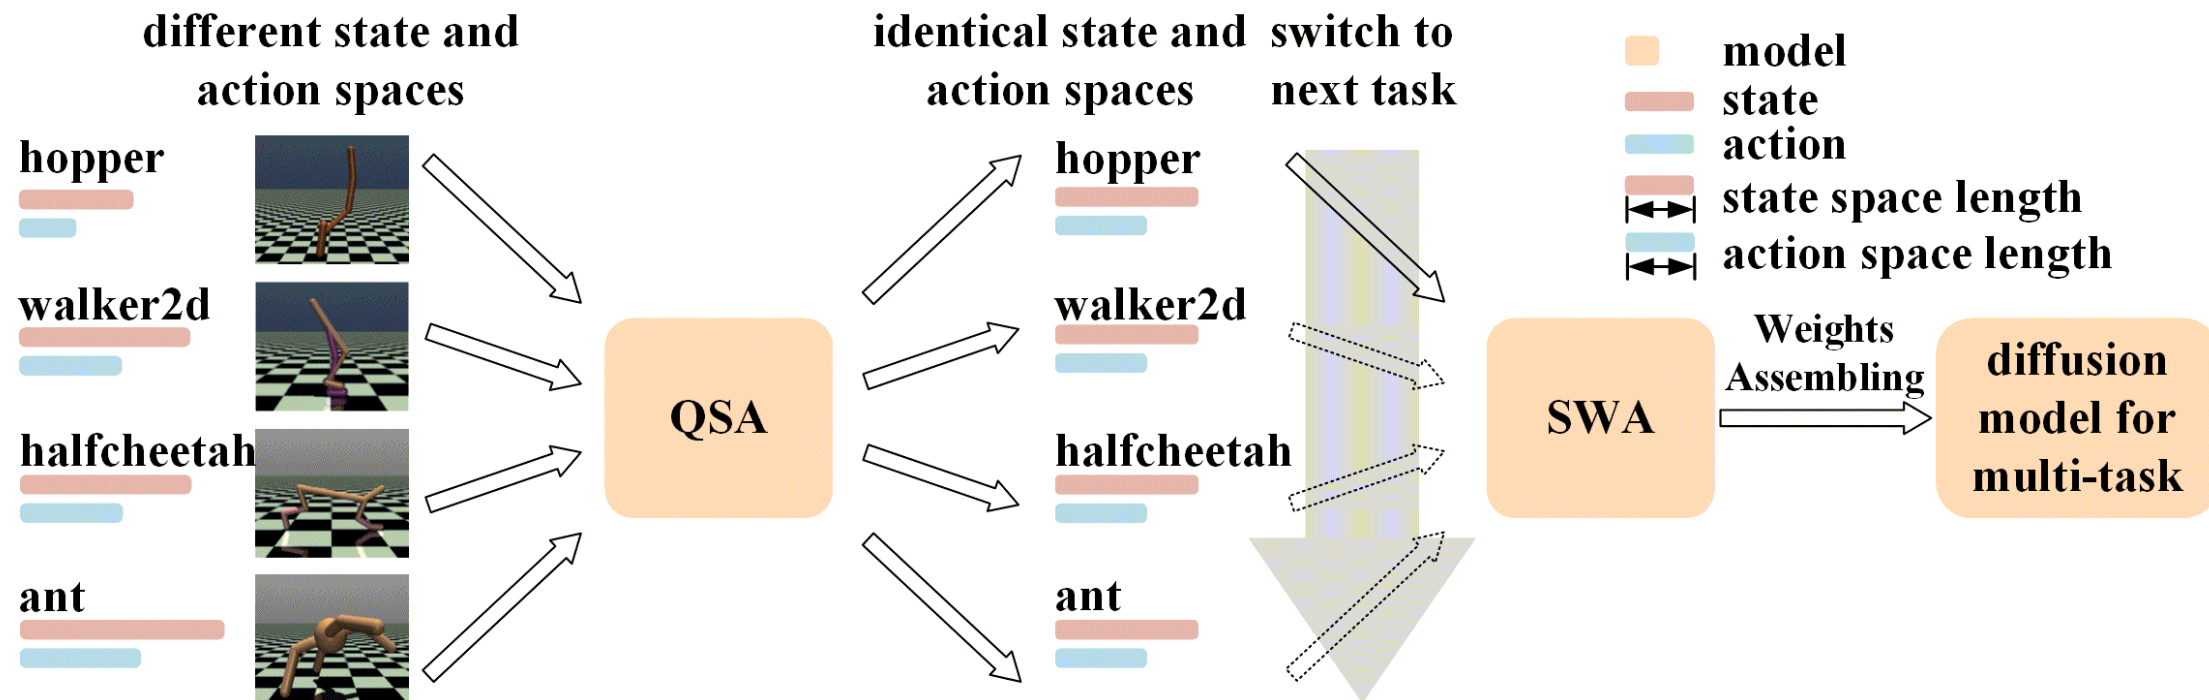 different state and
action spaces
identical state and
action spaces
switch to
next task
model
state
action
state space length
action space length
hopper
walker2d
halfcheetah
ant
QSA
hopper
walker2d
halfcheetah
ant
SWA
Weights
Assembling
diffusion
model for
multi-task